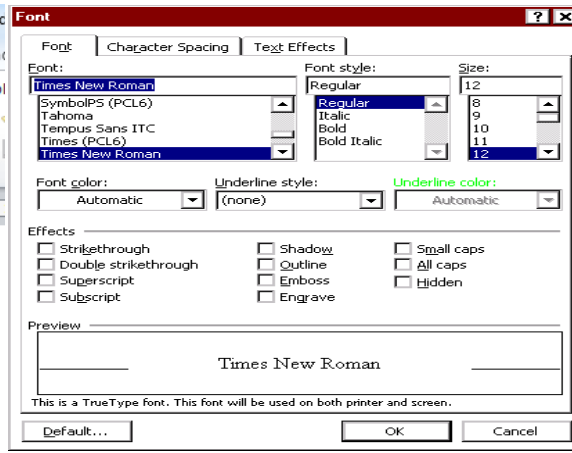 Font
Font Character Spacing Text Effects
Font: Font style: Size:
Times New Roman Regular 12
SymbolPS (PCL6) Regular 8
Tahoma Italic 9
Tempus Sans ITC Bold 10
Times (PCL6) Bold Italic 11
Times New Roman 12
Font color: Underline style: Underline color:
Automatic (none) Automatic
Effects
Strikethrough Shadow Small caps
Double strikethrough Outline All caps
Superscript Emboss Hidden
Subscript Engrave
Preview
Times New Roman
This is a TrueType font. This font will be used on both printer and screen.
Default... OK Cancel